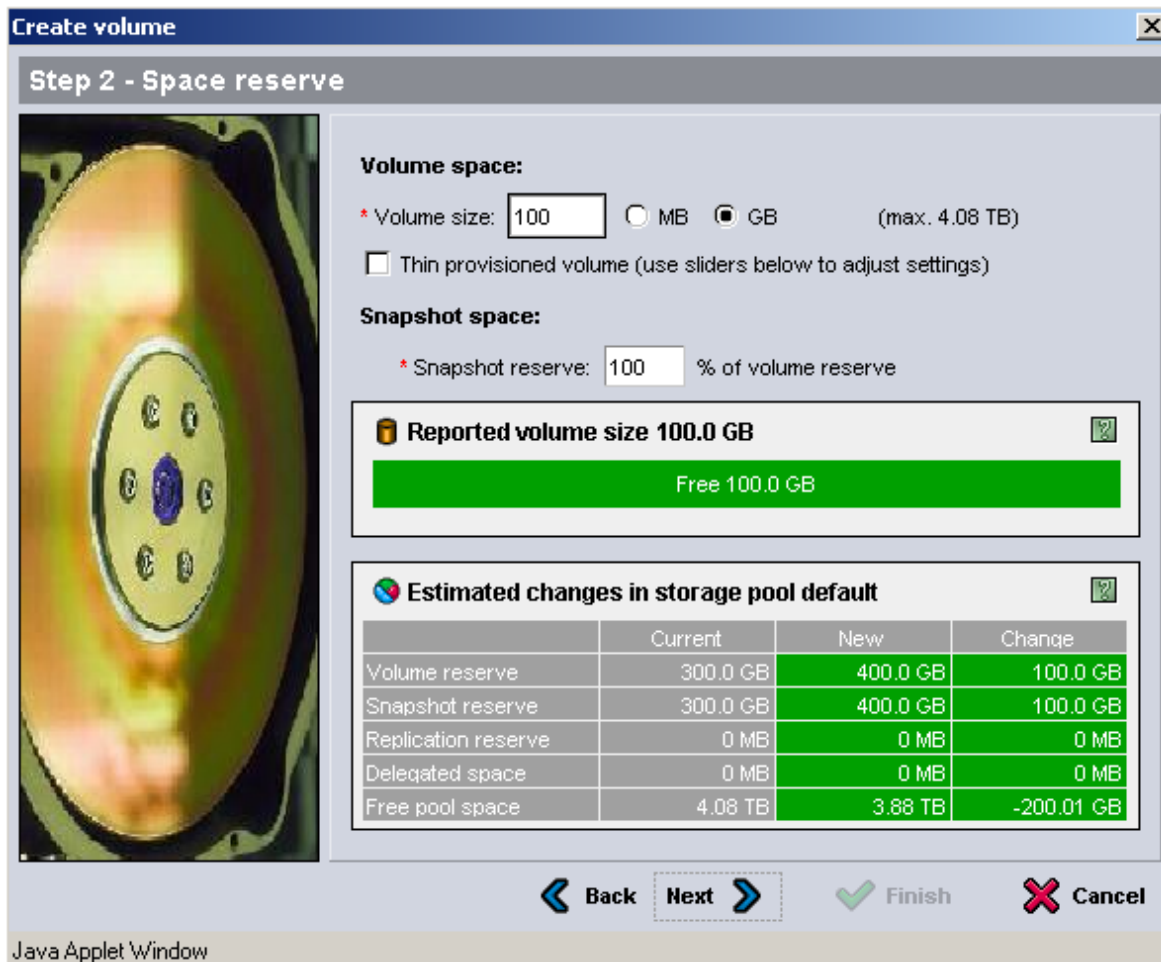 Create volume
Step 2 - Space reserve
Volume space:
* Volume size: 100 MB GB (max. 4.08 TB)
Thin provisioned volume (use sliders below to adjust settings)
Snapshot space:
* Snapshot reserve: 100 % of volume reserve
Reported volume size 100.0 GB ?
Free 100.0 GB
Estimated changes in storage pool default ?
Current New Change
Volume reserve 300.0 GB 400.0 GB 100.0 GB
Snapshot reserve 300.0 GB 400.0 GB 100.0 GB
Replication reserve 0 MB 0 MB 0 MB
Delegated space 0 MB 0 MB 0 MB
Free pool space 4.08 TB 3.88 TB -200.01 GB
Back Next Finish Cancel
Java Applet Window